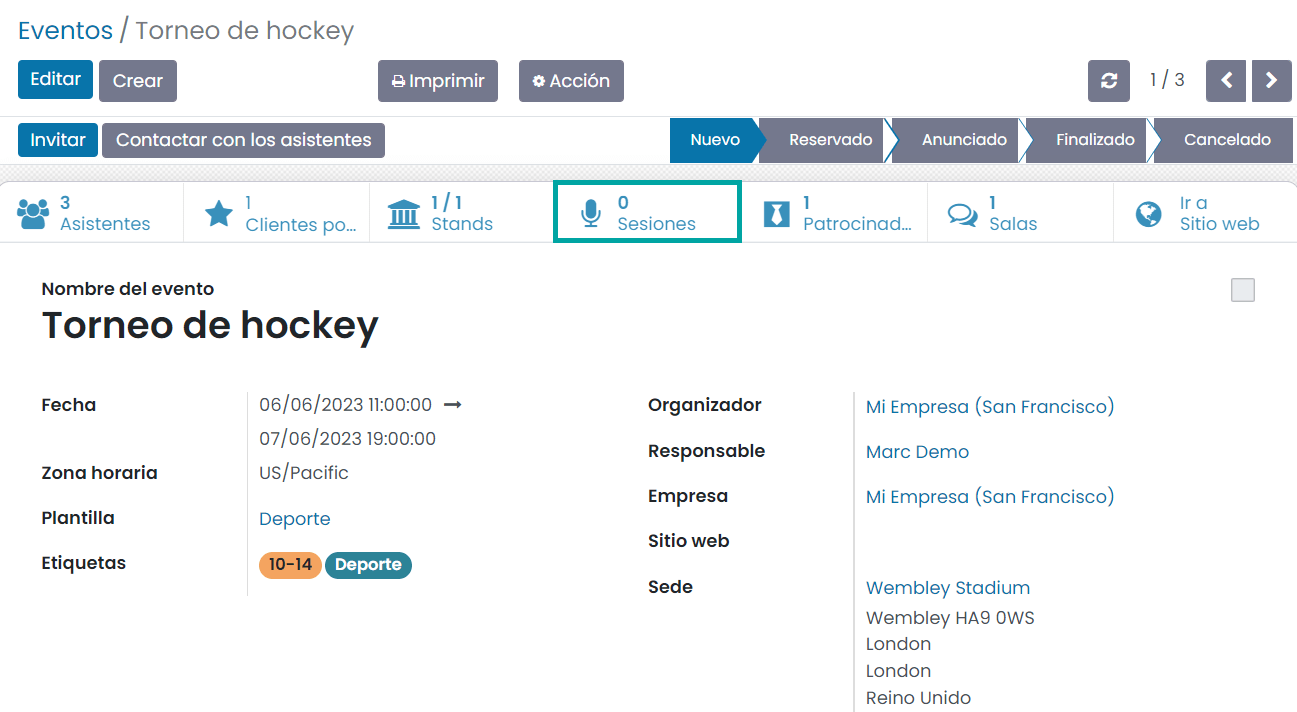 Eventos / Torneo de hockey
Editar Crear Imprimir Acción 1 / 3
Invitar Contactar con los asistentes Nuevo Reservado Anunciado Finalizado Cancelado
3 Asistentes
1 Clientes po...
1 / 1 Stands
0 Sesiones
1 Patrocinad...
1 Salas
Ir a Sitio web
Nombre del evento
Torneo de hockey
Fecha 06/06/2023 11:00:00 →
07/06/2023 19:00:00
Zona horaria US/Pacific
Plantilla Deporte
Etiquetas 10-14 Deporte
Organizador Mi Empresa (San Francisco)
Responsable Marc Demo
Empresa Mi Empresa (San Francisco)
Sitio web
Sede Wembley Stadium
Wembley HA9 0WS
London
London
Reino Unido